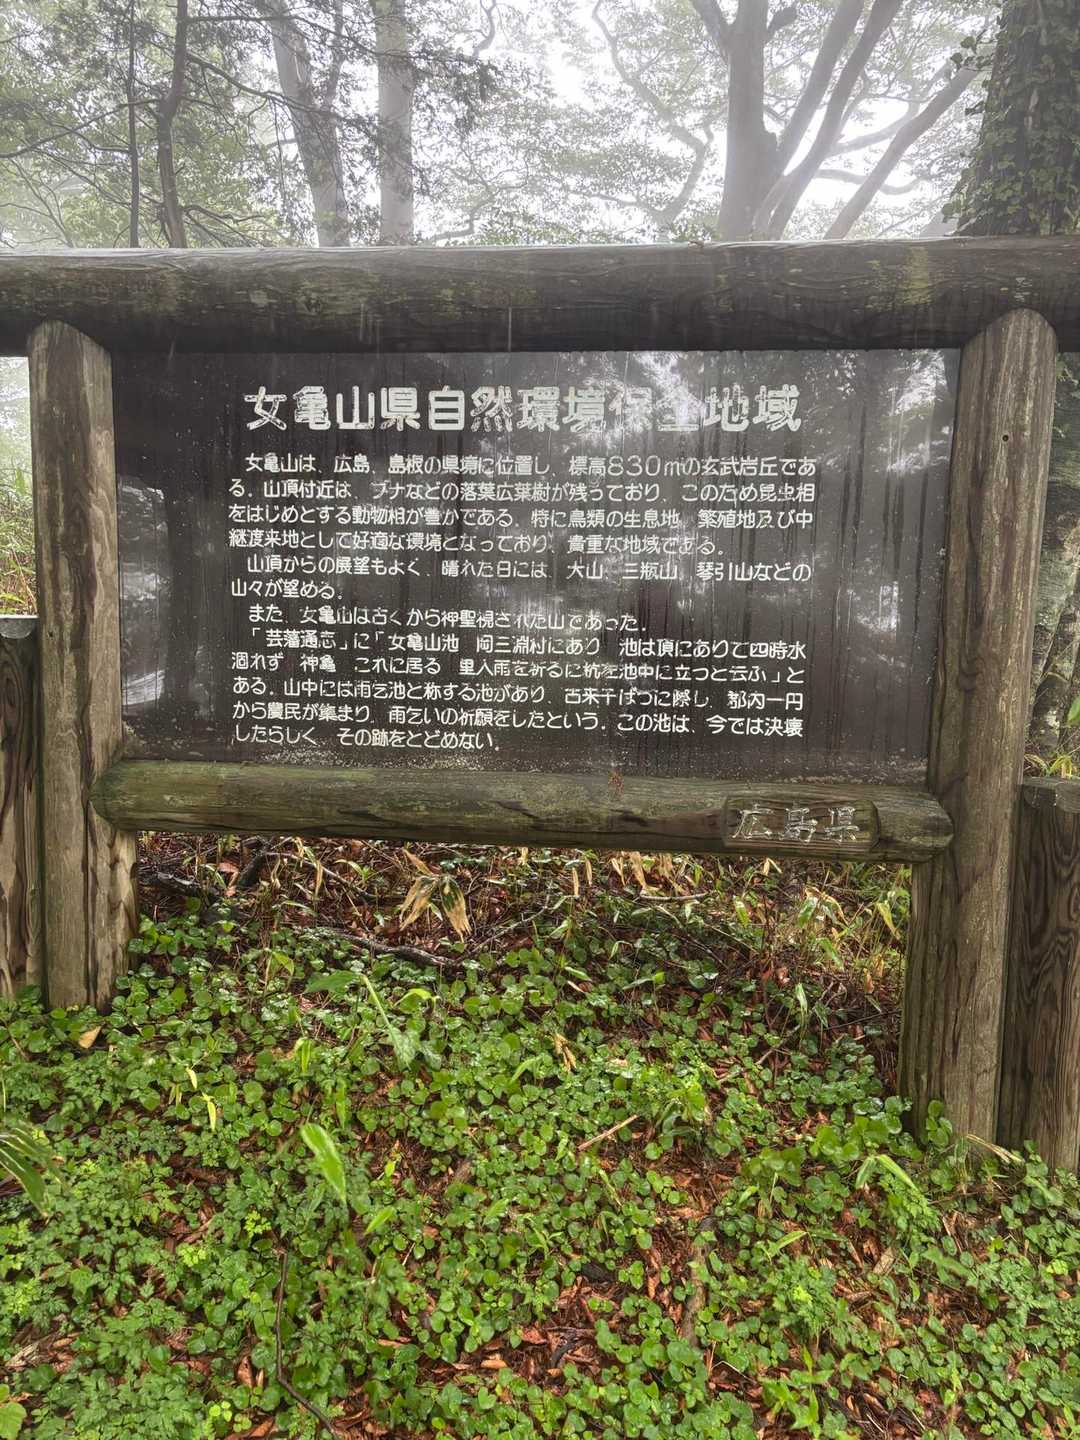 女亀山県自然環境保全地域
女亀山は、広島、島根の県境に位置し、標高830mの玄武岩丘であ
る。山頂付近は、ブナなどの落葉広葉樹が残っており、このため昆虫相
をはじめとする動物相が豊かである。特に鳥類の生息地、繁殖地及び中
継渡来地として好適な環境となっており、貴重な地域である。
山頂からの展望もよく、晴れた日には、大山、三瓶山、琴引山などの
山々が望める。
また、女亀山は古くから神聖視された山であった。
「芸藩通志」に「女亀山池 岡三淵村にあり 池は頂にありて四時水
涸れず 神亀 これに居る 里人雨を祈るに杭を池中に立つと云ふ」と
ある。山中には雨乞池と称する池があり、古来干ばつに際し、郡内一円
から農民が集まり、雨乞いの祈願をしたという。この池は、今では決壊
したらしく その跡をとどめない。
広島県